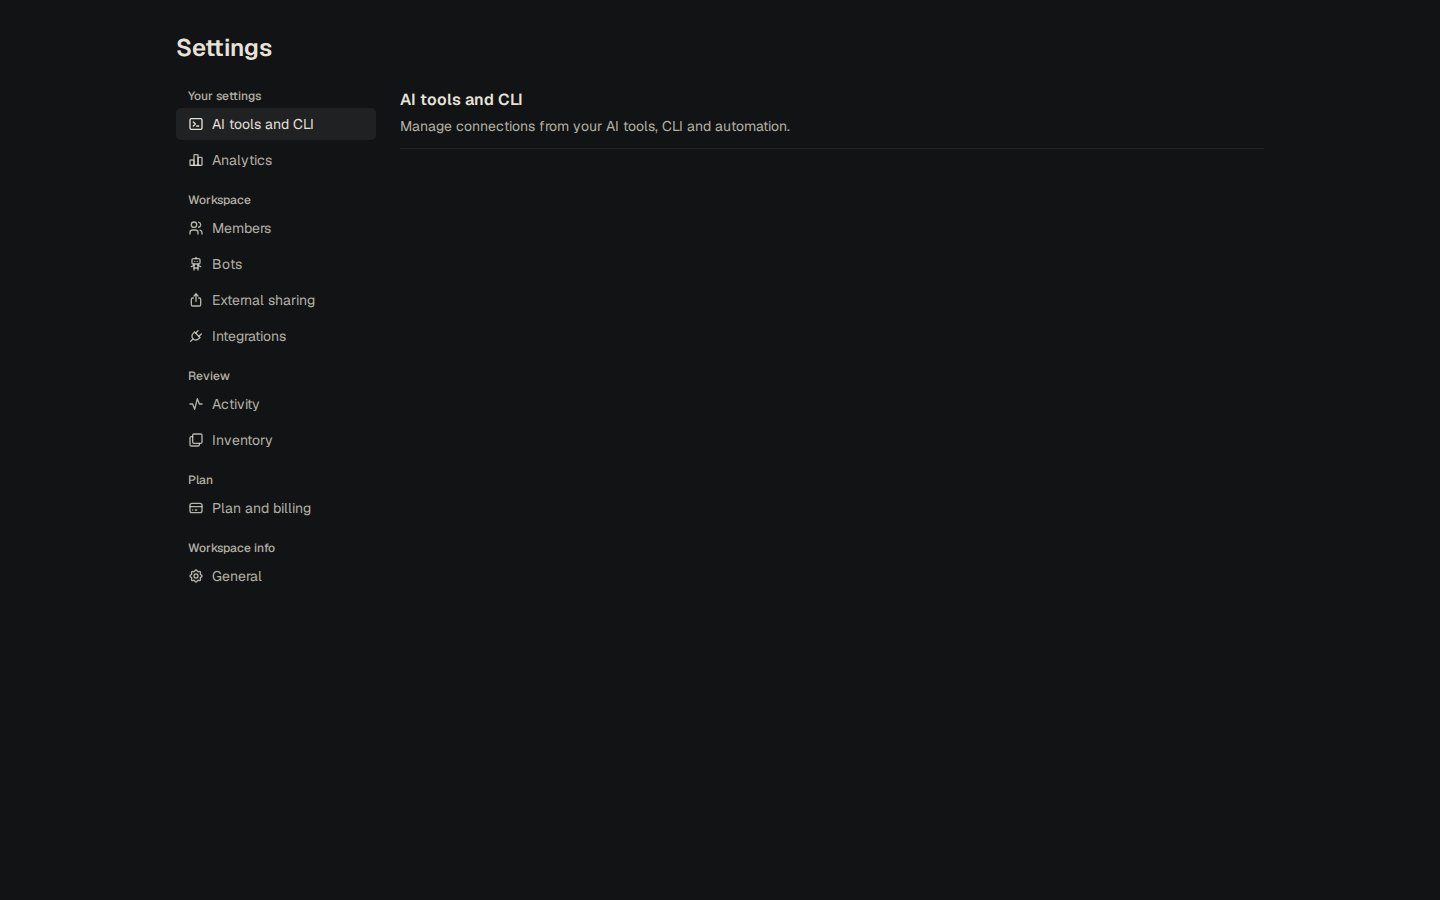 Settings
Your settings
AI tools and CLI
Analytics
Workspace
Members
Bots
External sharing
Integrations
Review
Activity
Inventory
Plan
Plan and billing
Workspace info
General
AI tools and CLI
Manage connections from your AI tools, CLI and automation.